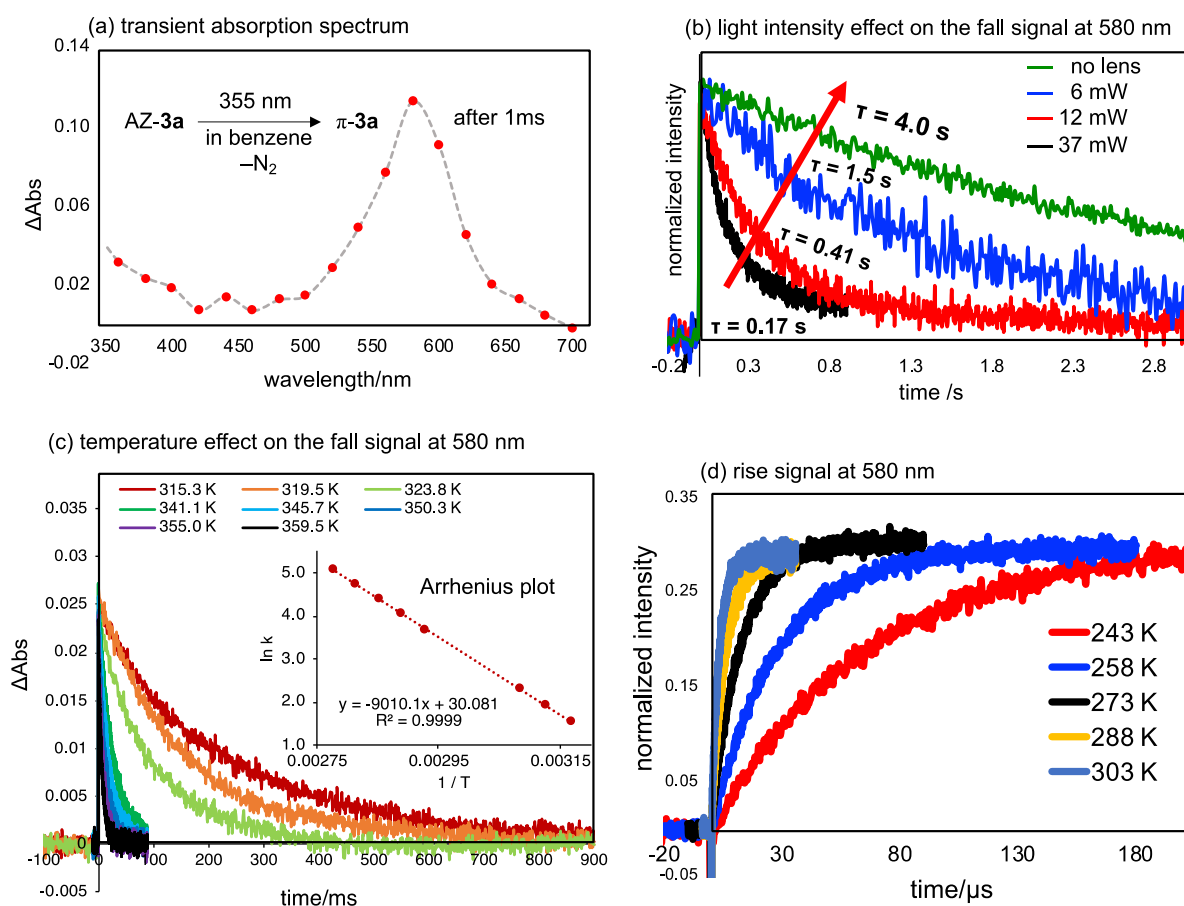 (a) transient absorption spectrum
0.14
0.10
0.06
0.02
-0.02
ΔAbs
AZ-3a
355 nm
in benzene
–N₂
π-3a
after 1ms
350 400 450 500 550 600 650 700
wavelength/nm
(b) light intensity effect on the fall signal at 580 nm
normalized intensity
no lens
6 mW
12 mW
37 mW
τ = 4.0 s
τ = 1.5 s
τ = 0.41 s
τ = 0.17 s
-0.2 0.3 0.8 1.3 1.8 2.3 2.8
time /s
(c) temperature effect on the fall signal at 580 nm
0.035
0.03
0.025
0.02
0.015
0.01
0.005
0
-0.005
ΔAbs
315.3 K 319.5 K 323.8 K
341.1 K 345.7 K 350.3 K
355.0 K 359.5 K
Arrhenius plot
5.0
4.0
3.0
2.0
1.0
ln k
y = -9010.1x + 30.081
R² = 0.9999
0.00275 0.00295 0.00315
1 / T
-100 0 100 200 300 400 500 600 700 800 900
time/ms
(d) rise signal at 580 nm
0.35
0.25
0.15
0.05
-0.05
normalized intensity
243 K
258 K
273 K
288 K
303 K
-20 30 80 130 180
time/μs